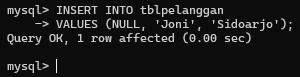 mysql> INSERT INTO tblpelanggan
    -> VALUES (NULL, 'Joni', 'Sidoarjo');
Query OK, 1 row affected (0.00 sec)
mysql>